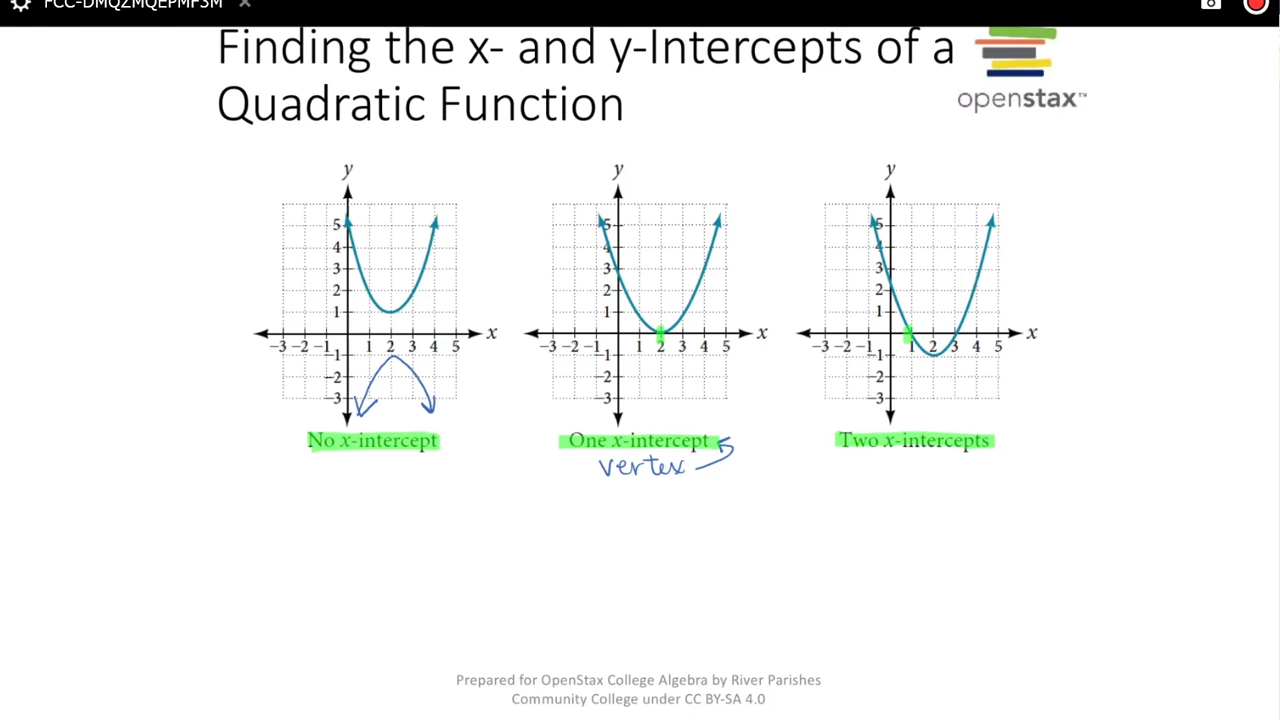 FCC-DMQZMQEPMFSM
Finding the x- and y-Intercepts of a
Quadratic Function
openstax™
y
5
4
3
2
1
−3 −2 −1 1 2 3 4 5 x
−1
−2
−3
No x-intercept
y
5
4
3
2
1
−3 −2 −1 1 2 3 4 5 x
−1
−2
−3
One x-intercept
vertex
y
5
4
3
2
1
−3 −2 −1 1 2 3 4 5 x
−1
−2
−3
Two x-intercepts
Prepared for OpenStax College Algebra by River Parishes
Community College under CC BY-SA 4.0